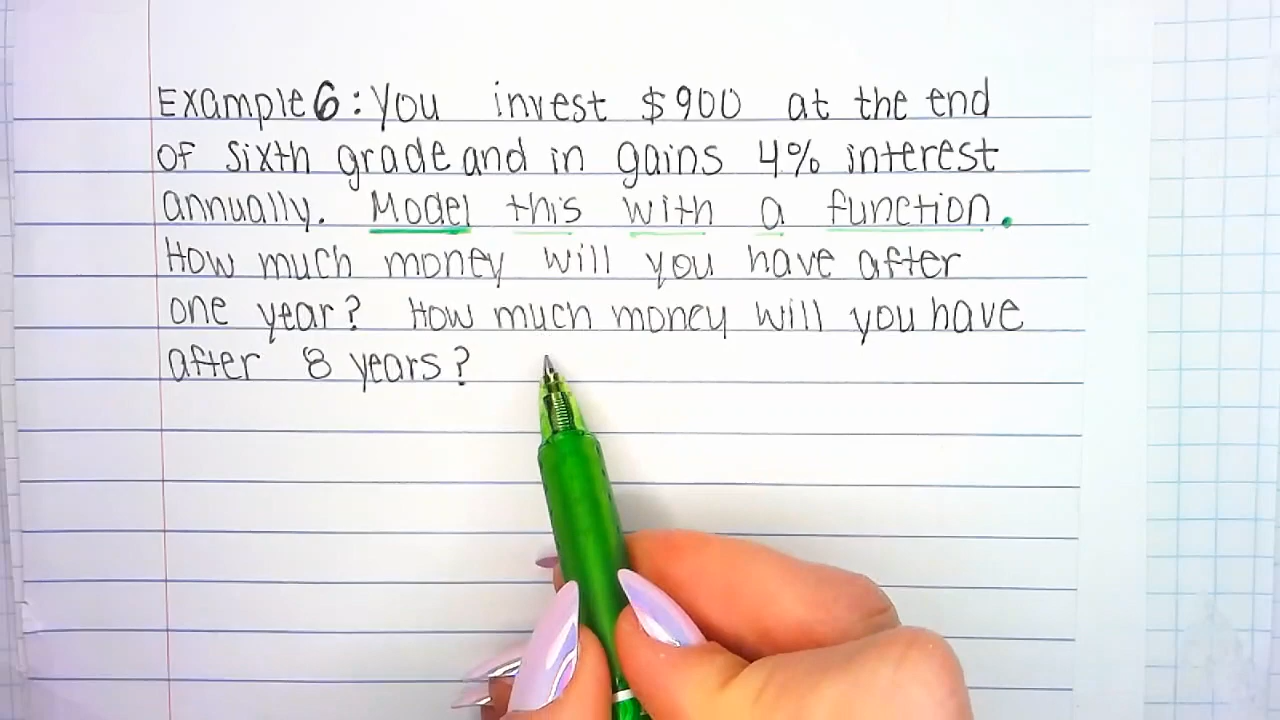 Example 6: You invest $900 at the end
of sixth grade and in gains 4% interest
annually. Model this with a function.
How much money will you have after
one year? How much money will you have
after 8 years?